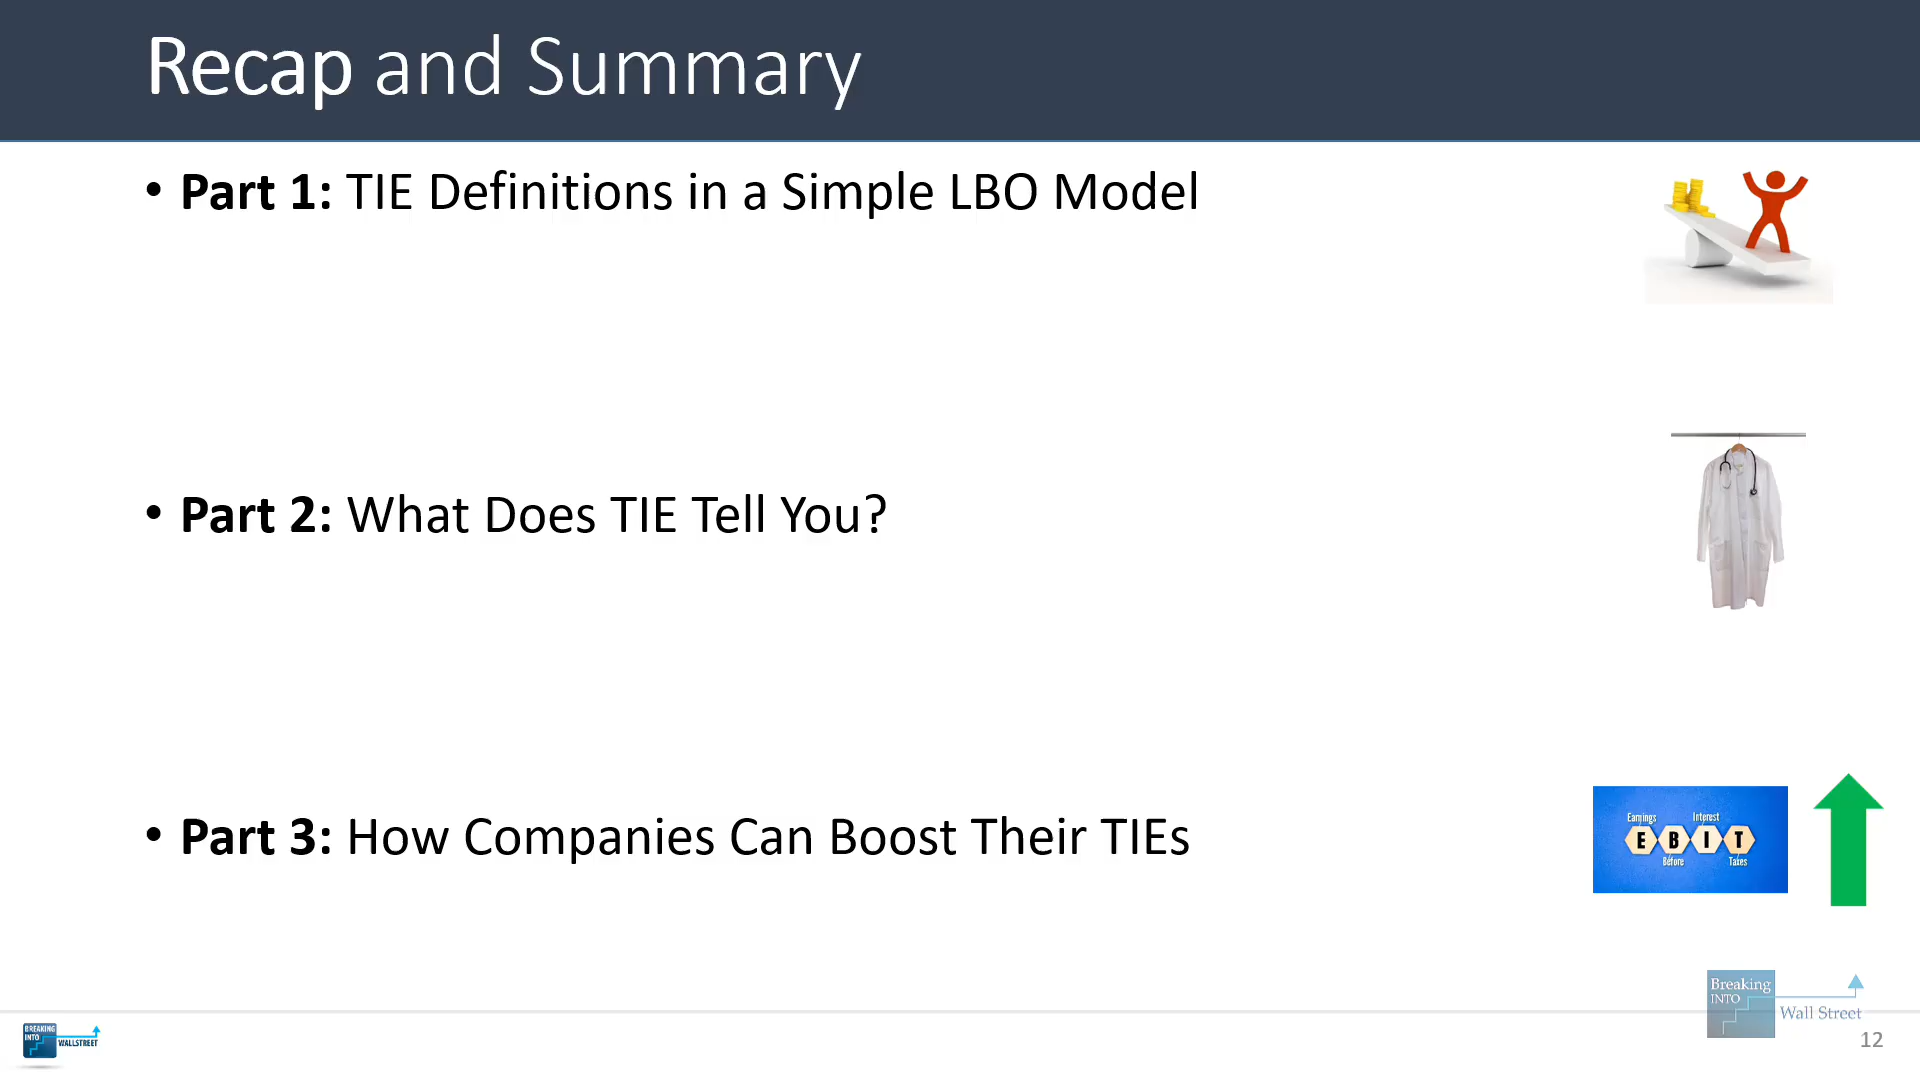 Recap and Summary
• Part 1: TIE Definitions in a Simple LBO Model
• Part 2: What Does TIE Tell You?
• Part 3: How Companies Can Boost Their TIEs
Earnings Interest
E B I T
Before Taxes
Breaking
INTO
Wall Street
BREAKING
INTO
WALLSTREET
12